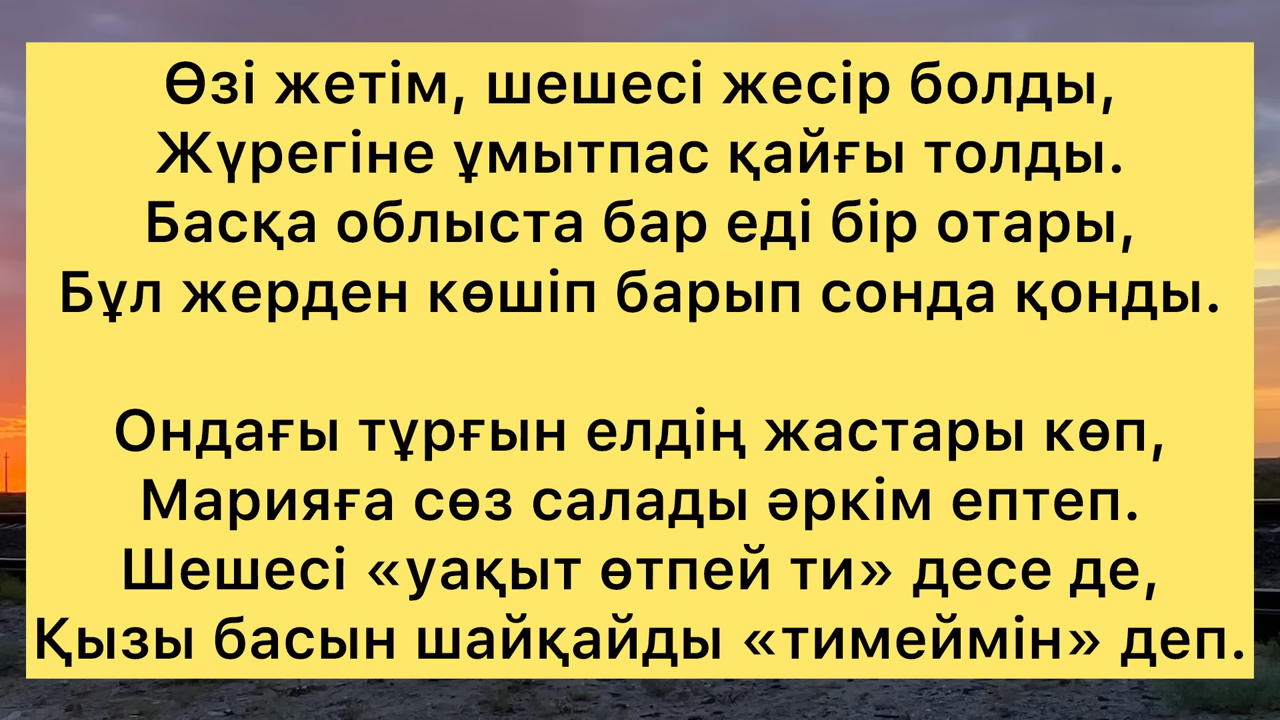 Өзі жетім, шешесі жесір болды,
Жүрегіне ұмытпас қайғы толды.
Басқа облыста бар еді бір отары,
Бұл жерден көшіп барып сонда қонды.
Ондағы тұрғын елдің жастары көп,
Марияға сөз салады әркім ептеп.
Шешесі «уақыт өтпей ти» десе де,
Қызы басын шайқайды «тимеймін» деп.